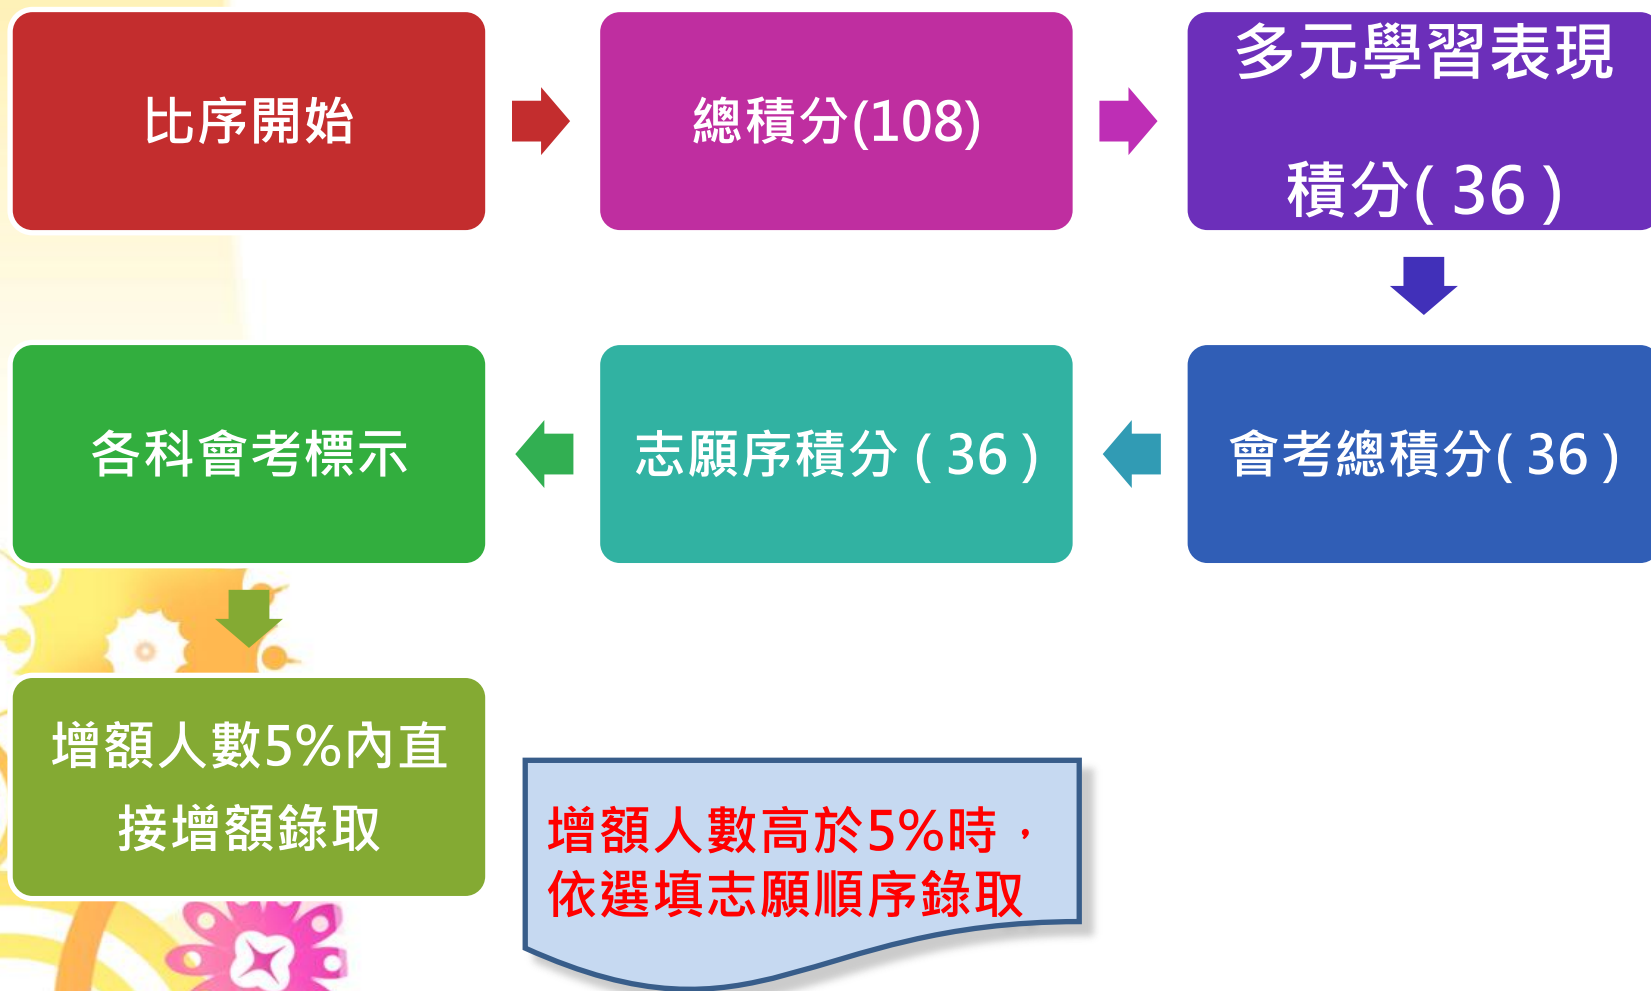 比序開始
總積分(108)
多元學習表現
積分( 36 )
會考總積分( 36 )
志願序積分 ( 36 )
各科會考標示
增額人數5%內直
接增額錄取
增額人數高於5%時，
依選填志願順序錄取